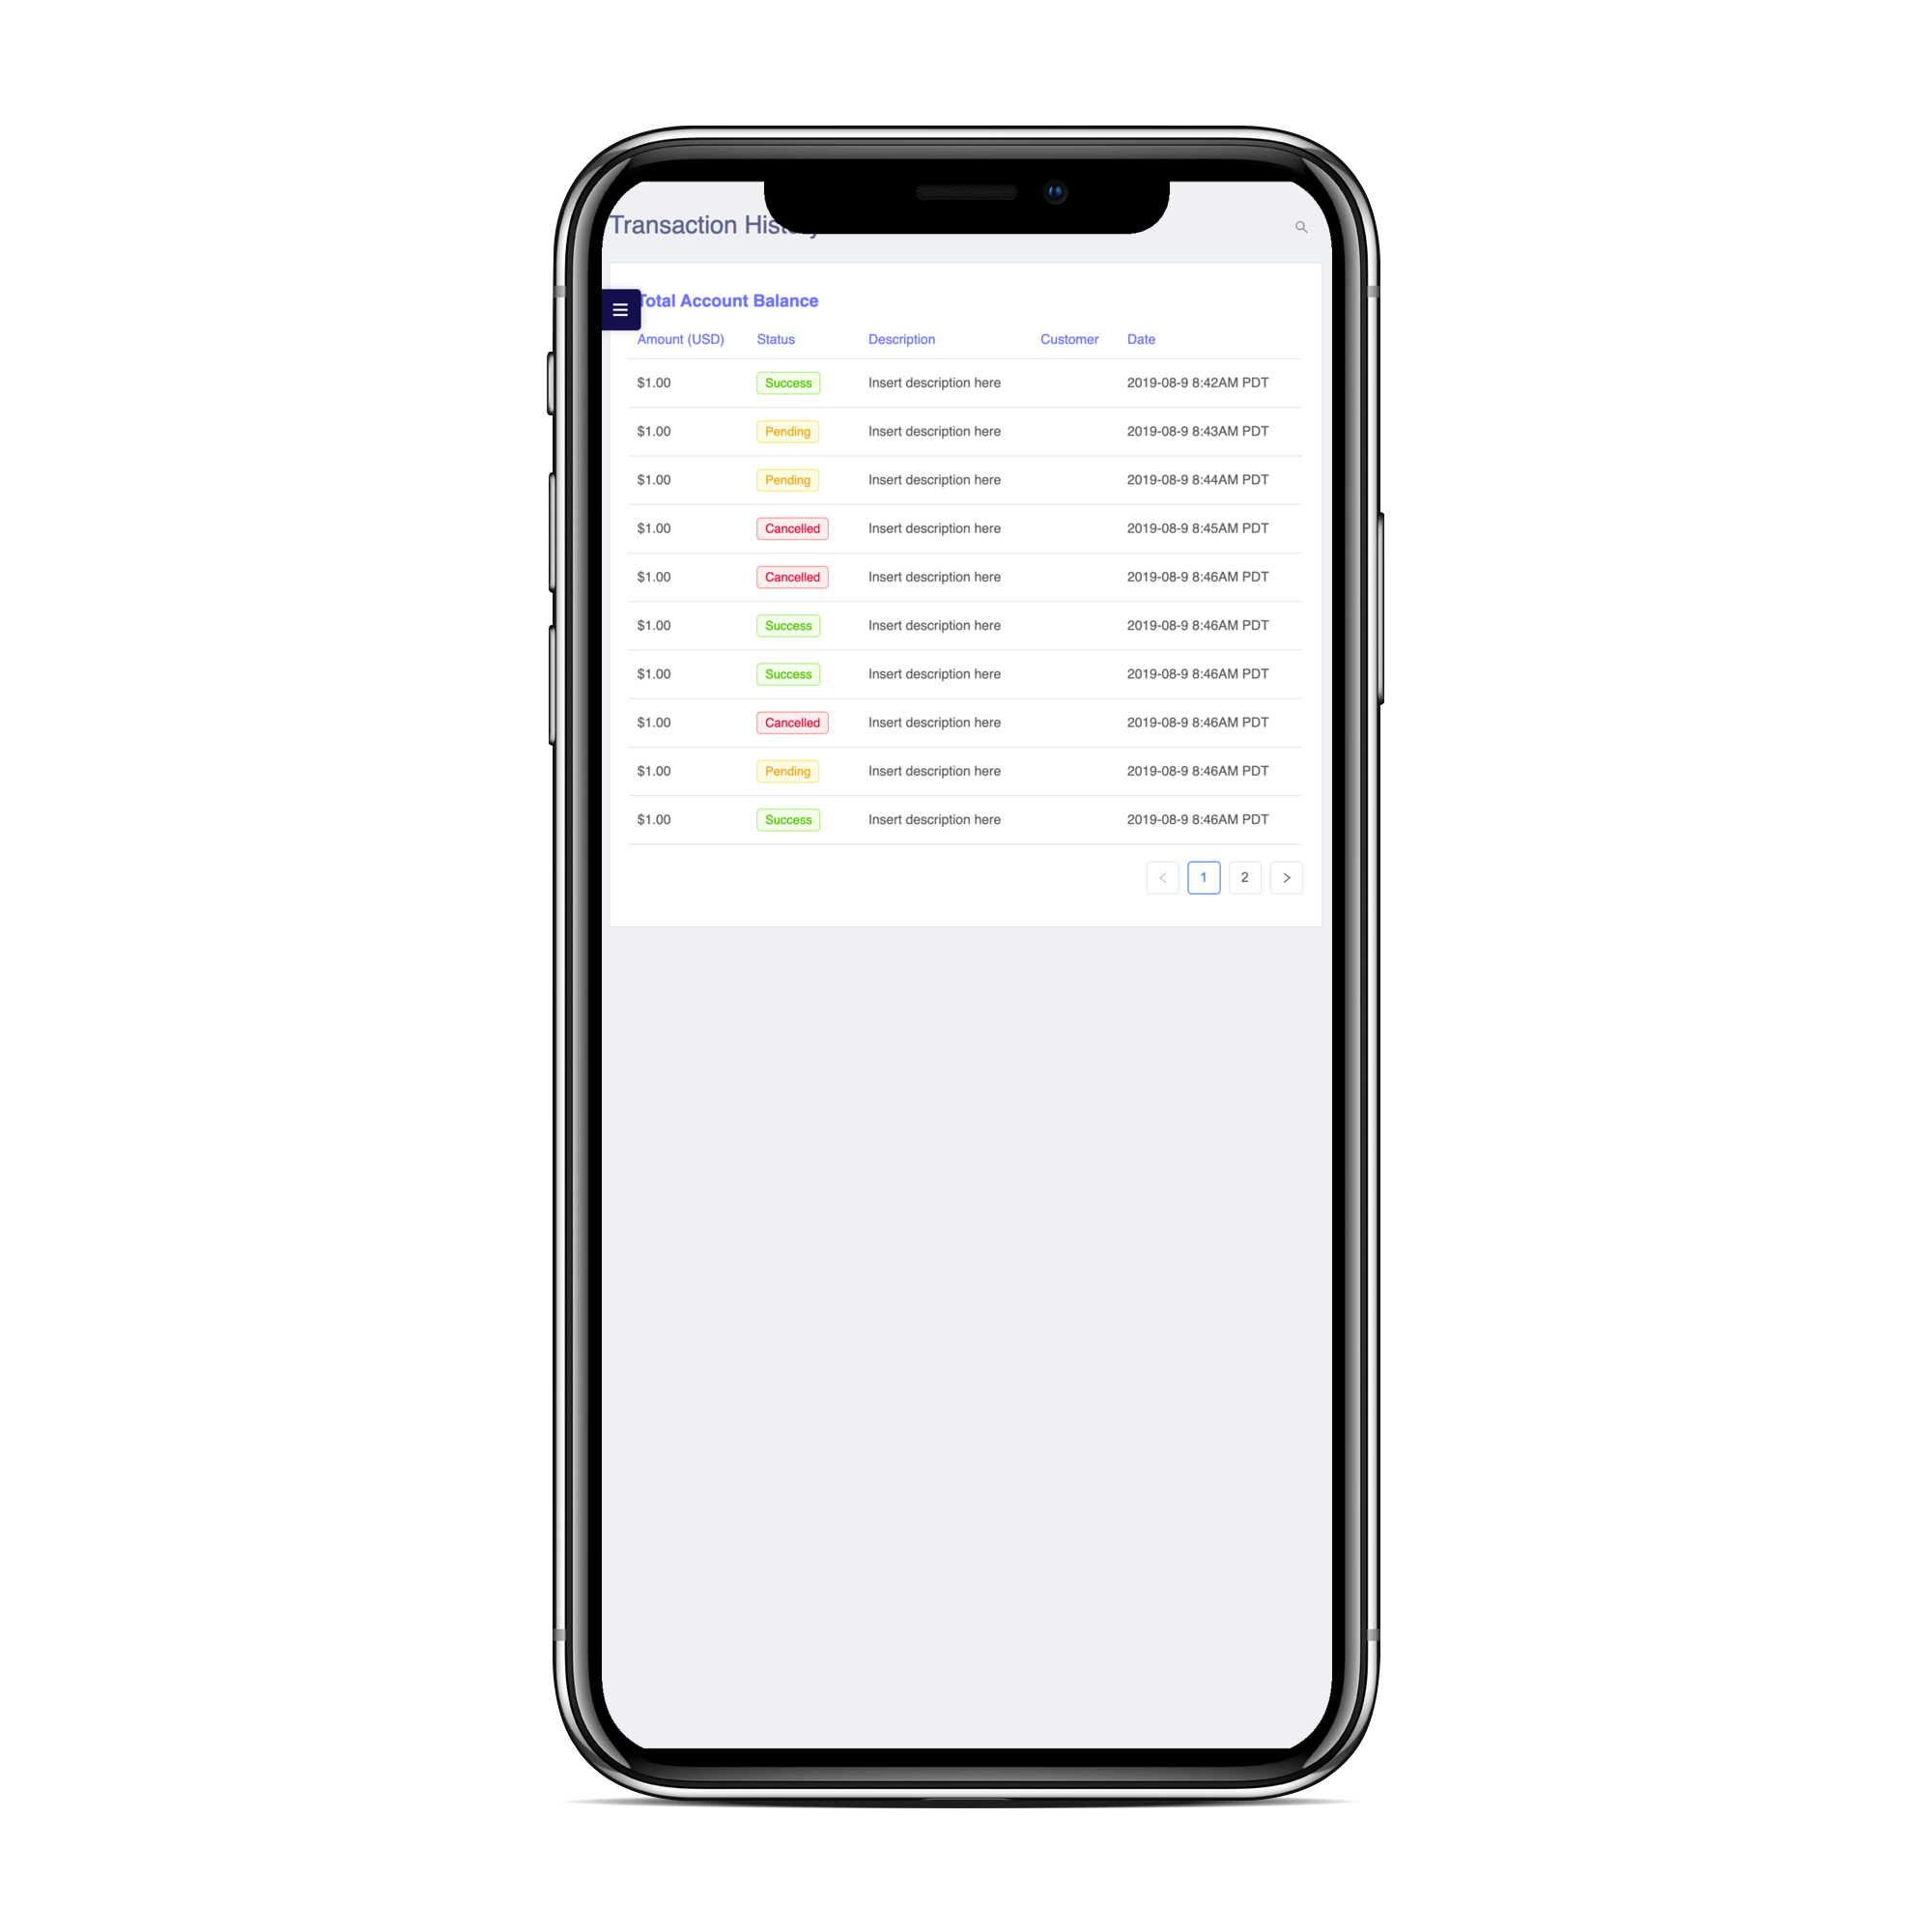 Transaction History
Total Account Balance
Amount (USD) Status Description Customer Date
$1.00 Success Insert description here 2019-08-9 8:42AM PDT
$1.00 Pending Insert description here 2019-08-9 8:43AM PDT
$1.00 Pending Insert description here 2019-08-9 8:44AM PDT
$1.00 Cancelled Insert description here 2019-08-9 8:45AM PDT
$1.00 Cancelled Insert description here 2019-08-9 8:46AM PDT
$1.00 Success Insert description here 2019-08-9 8:46AM PDT
$1.00 Success Insert description here 2019-08-9 8:46AM PDT
$1.00 Cancelled Insert description here 2019-08-9 8:46AM PDT
$1.00 Pending Insert description here 2019-08-9 8:46AM PDT
$1.00 Success Insert description here 2019-08-9 8:46AM PDT
< 1 2 >